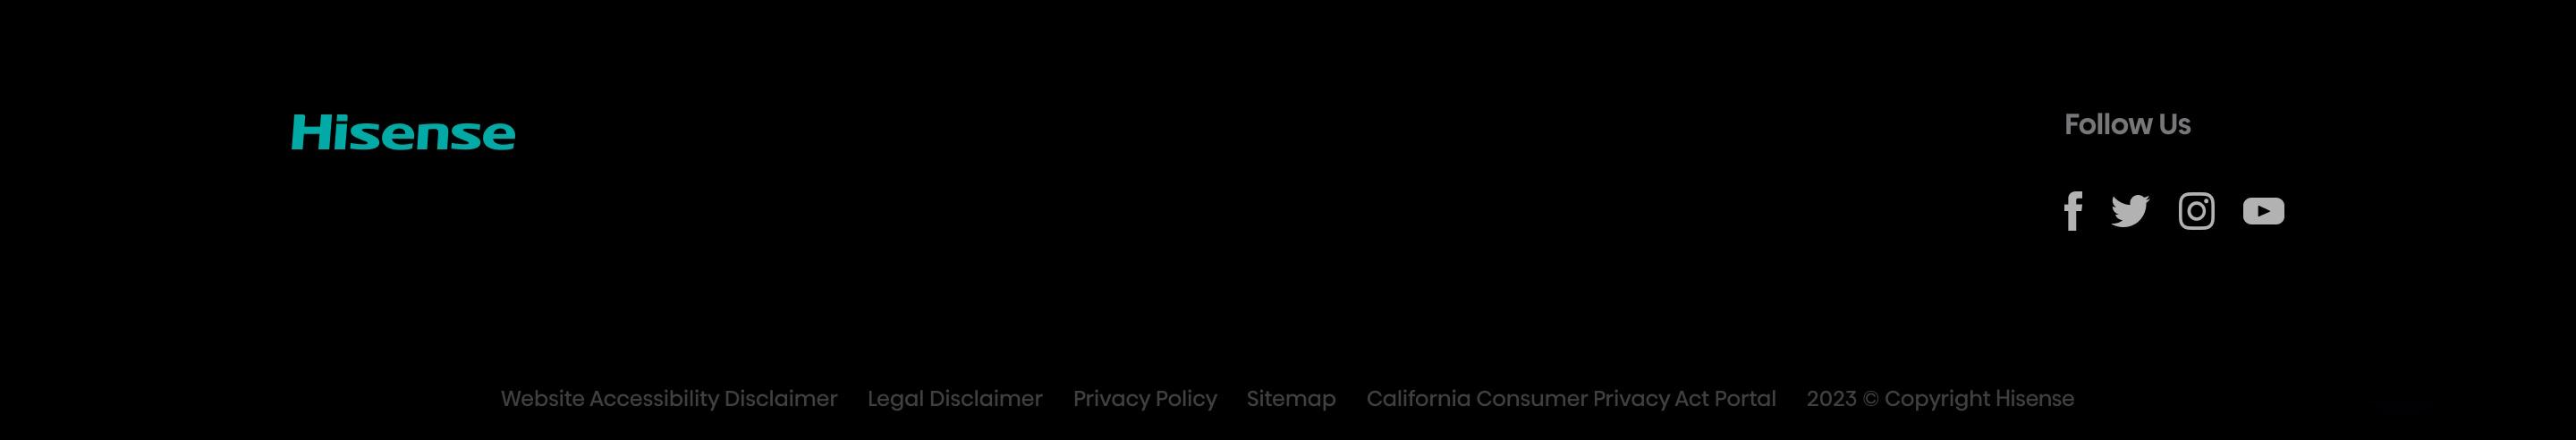 Hisense
Follow Us
Website Accessibility Disclaimer Legal Disclaimer Privacy Policy Sitemap California Consumer Privacy Act Portal 2023 © Copyright Hisense